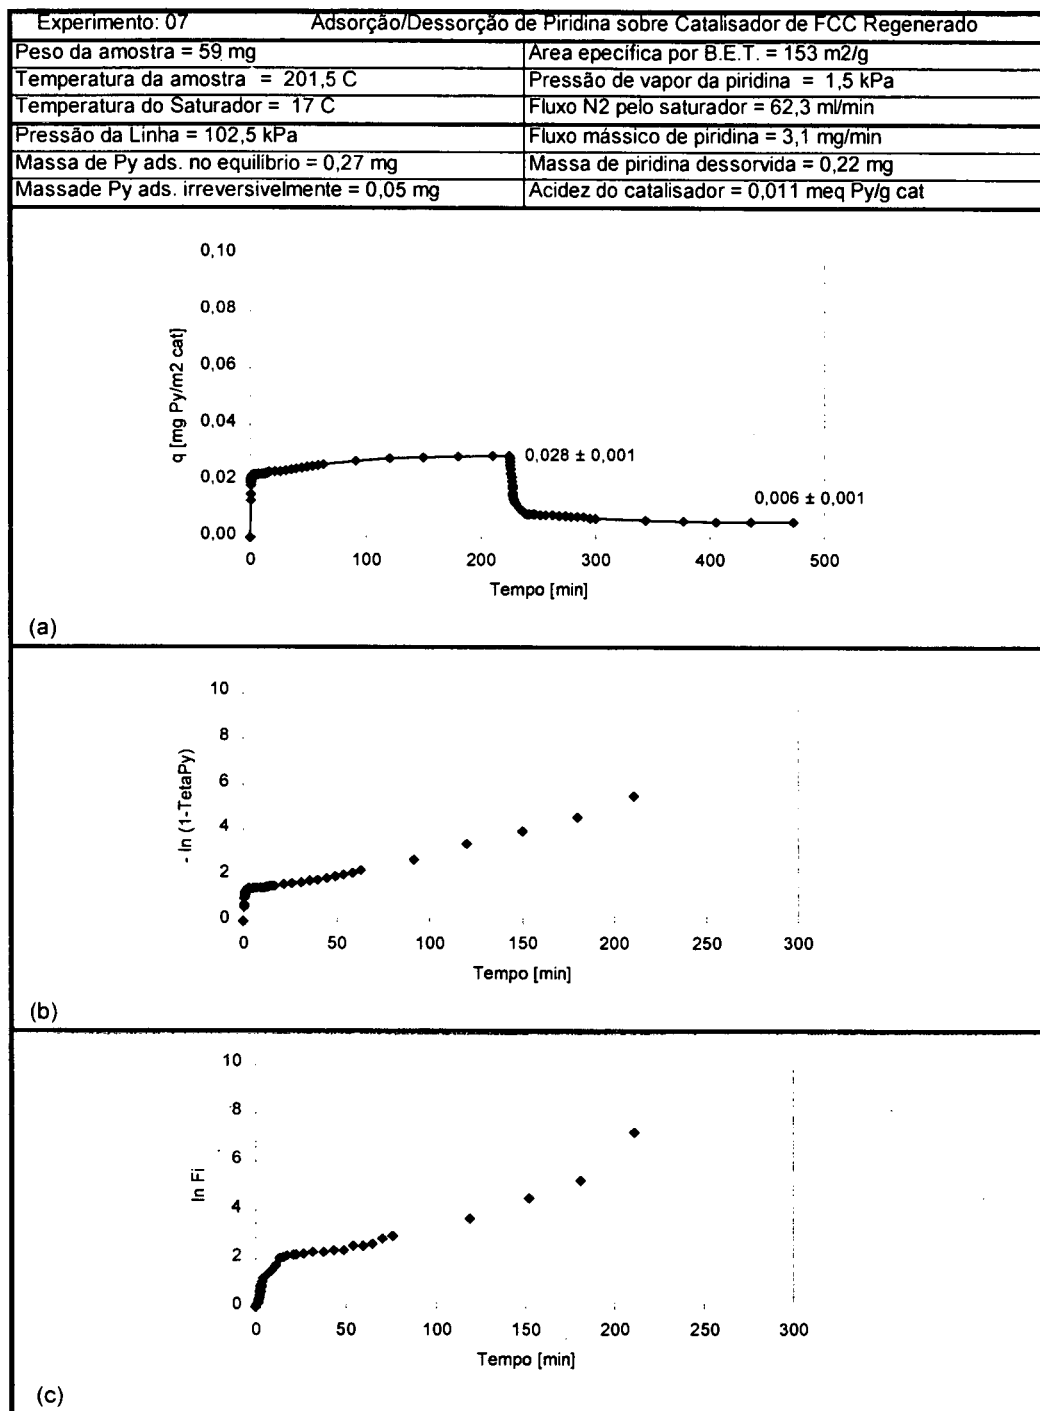 Experimento: 07 Adsorção/Dessorção de Piridina sobre Catalisador de FCC Regenerado
Peso da amostra = 59 mg Area epecifica por B.E.T. = 153 m2/g
Temperatura da amostra = 201,5 C Pressão de vapor da piridina = 1,5 kPa
Temperatura do Saturador = 17 C Fluxo N2 pelo saturador = 62,3 ml/min
Pressão da Linha = 102,5 kPa Fluxo mássico de piridina = 3,1 mg/min
Massa de Py ads. no equilíbrio = 0,27 mg Massa de piridina dessorvida = 0,22 mg
Massade Py ads. irreversivelmente = 0,05 mg Acidez do catalisador = 0,011 meq Py/g cat
0,10
0,08
0,06
0,04
0,02
0,00
q [mg Py/m2 cat]
0,028 ± 0,001
0,006 ± 0,001
0 100 200 300 400 500
Tempo [min]
(a)
10
8
6
4
2
0
- ln (1-TetaPy)
0 50 100 150 200 250 300
Tempo [min]
(b)
10
8
6
4
2
0
ln Fi
0 50 100 150 200 250 300
Tempo [min]
(c)